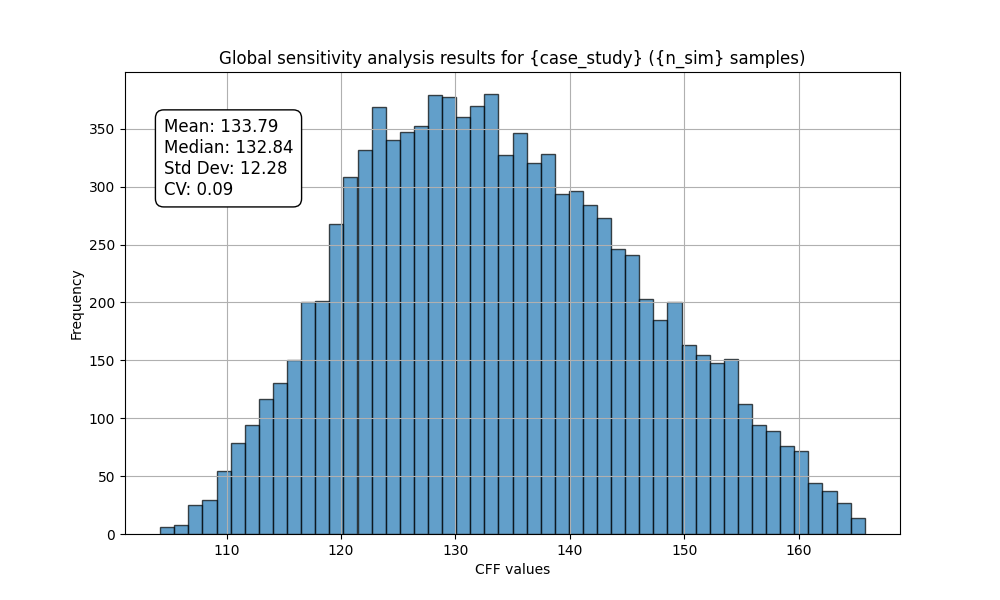 Global sensitivity analysis results for {case_study} ({n_sim} samples)
Mean: 133.79
Median: 132.84
Std Dev: 12.28
CV: 0.09
Frequency
350
300
250
200
150
100
50
0
110 120 130 140 150 160
CFF values